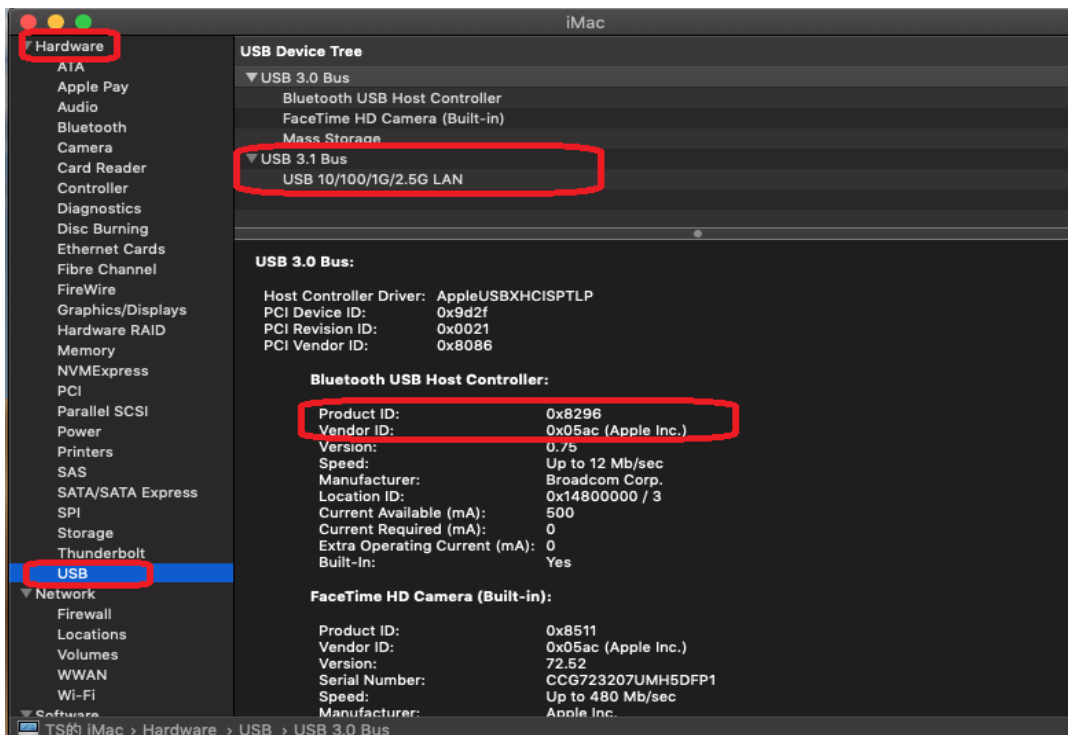 iMac
Hardware
ATA
Apple Pay
Audio
Bluetooth
Camera
Card Reader
Controller
Diagnostics
Disc Burning
Ethernet Cards
Fibre Channel
FireWire
Graphics/Displays
Hardware RAID
Memory
NVMExpress
PCI
Parallel SCSI
Power
Printers
SAS
SATA/SATA Express
SPI
Storage
Thunderbolt
USB
Network
Firewall
Locations
Volumes
WWAN
Wi-Fi
Software
USB Device Tree
USB 3.0 Bus
Bluetooth USB Host Controller
FaceTime HD Camera (Built-in)
Mass Storage
USB 3.1 Bus
USB 10/100/1G/2.5G LAN
USB 3.0 Bus:
Host Controller Driver: AppleUSBXHCISPTLP
PCI Device ID: 0x9d2f
PCI Revision ID: 0x0021
PCI Vendor ID: 0x8086
Bluetooth USB Host Controller:
Product ID: 0x8296
Vendor ID: 0x05ac (Apple Inc.)
Version: 0.75
Speed: Up to 12 Mb/sec
Manufacturer: Broadcom Corp.
Location ID: 0x14800000 / 3
Current Available (mA): 500
Current Required (mA): 0
Extra Operating Current (mA): 0
Built-In: Yes
FaceTime HD Camera (Built-in):
Product ID: 0x8511
Vendor ID: 0x05ac (Apple Inc.)
Version: 72.52
Serial Number: CCG723207UMH5DFP1
Speed: Up to 480 Mb/sec
Manufacturer: Apple Inc.
TS的 iMac › Hardware › USB › USB 3.0 Bus